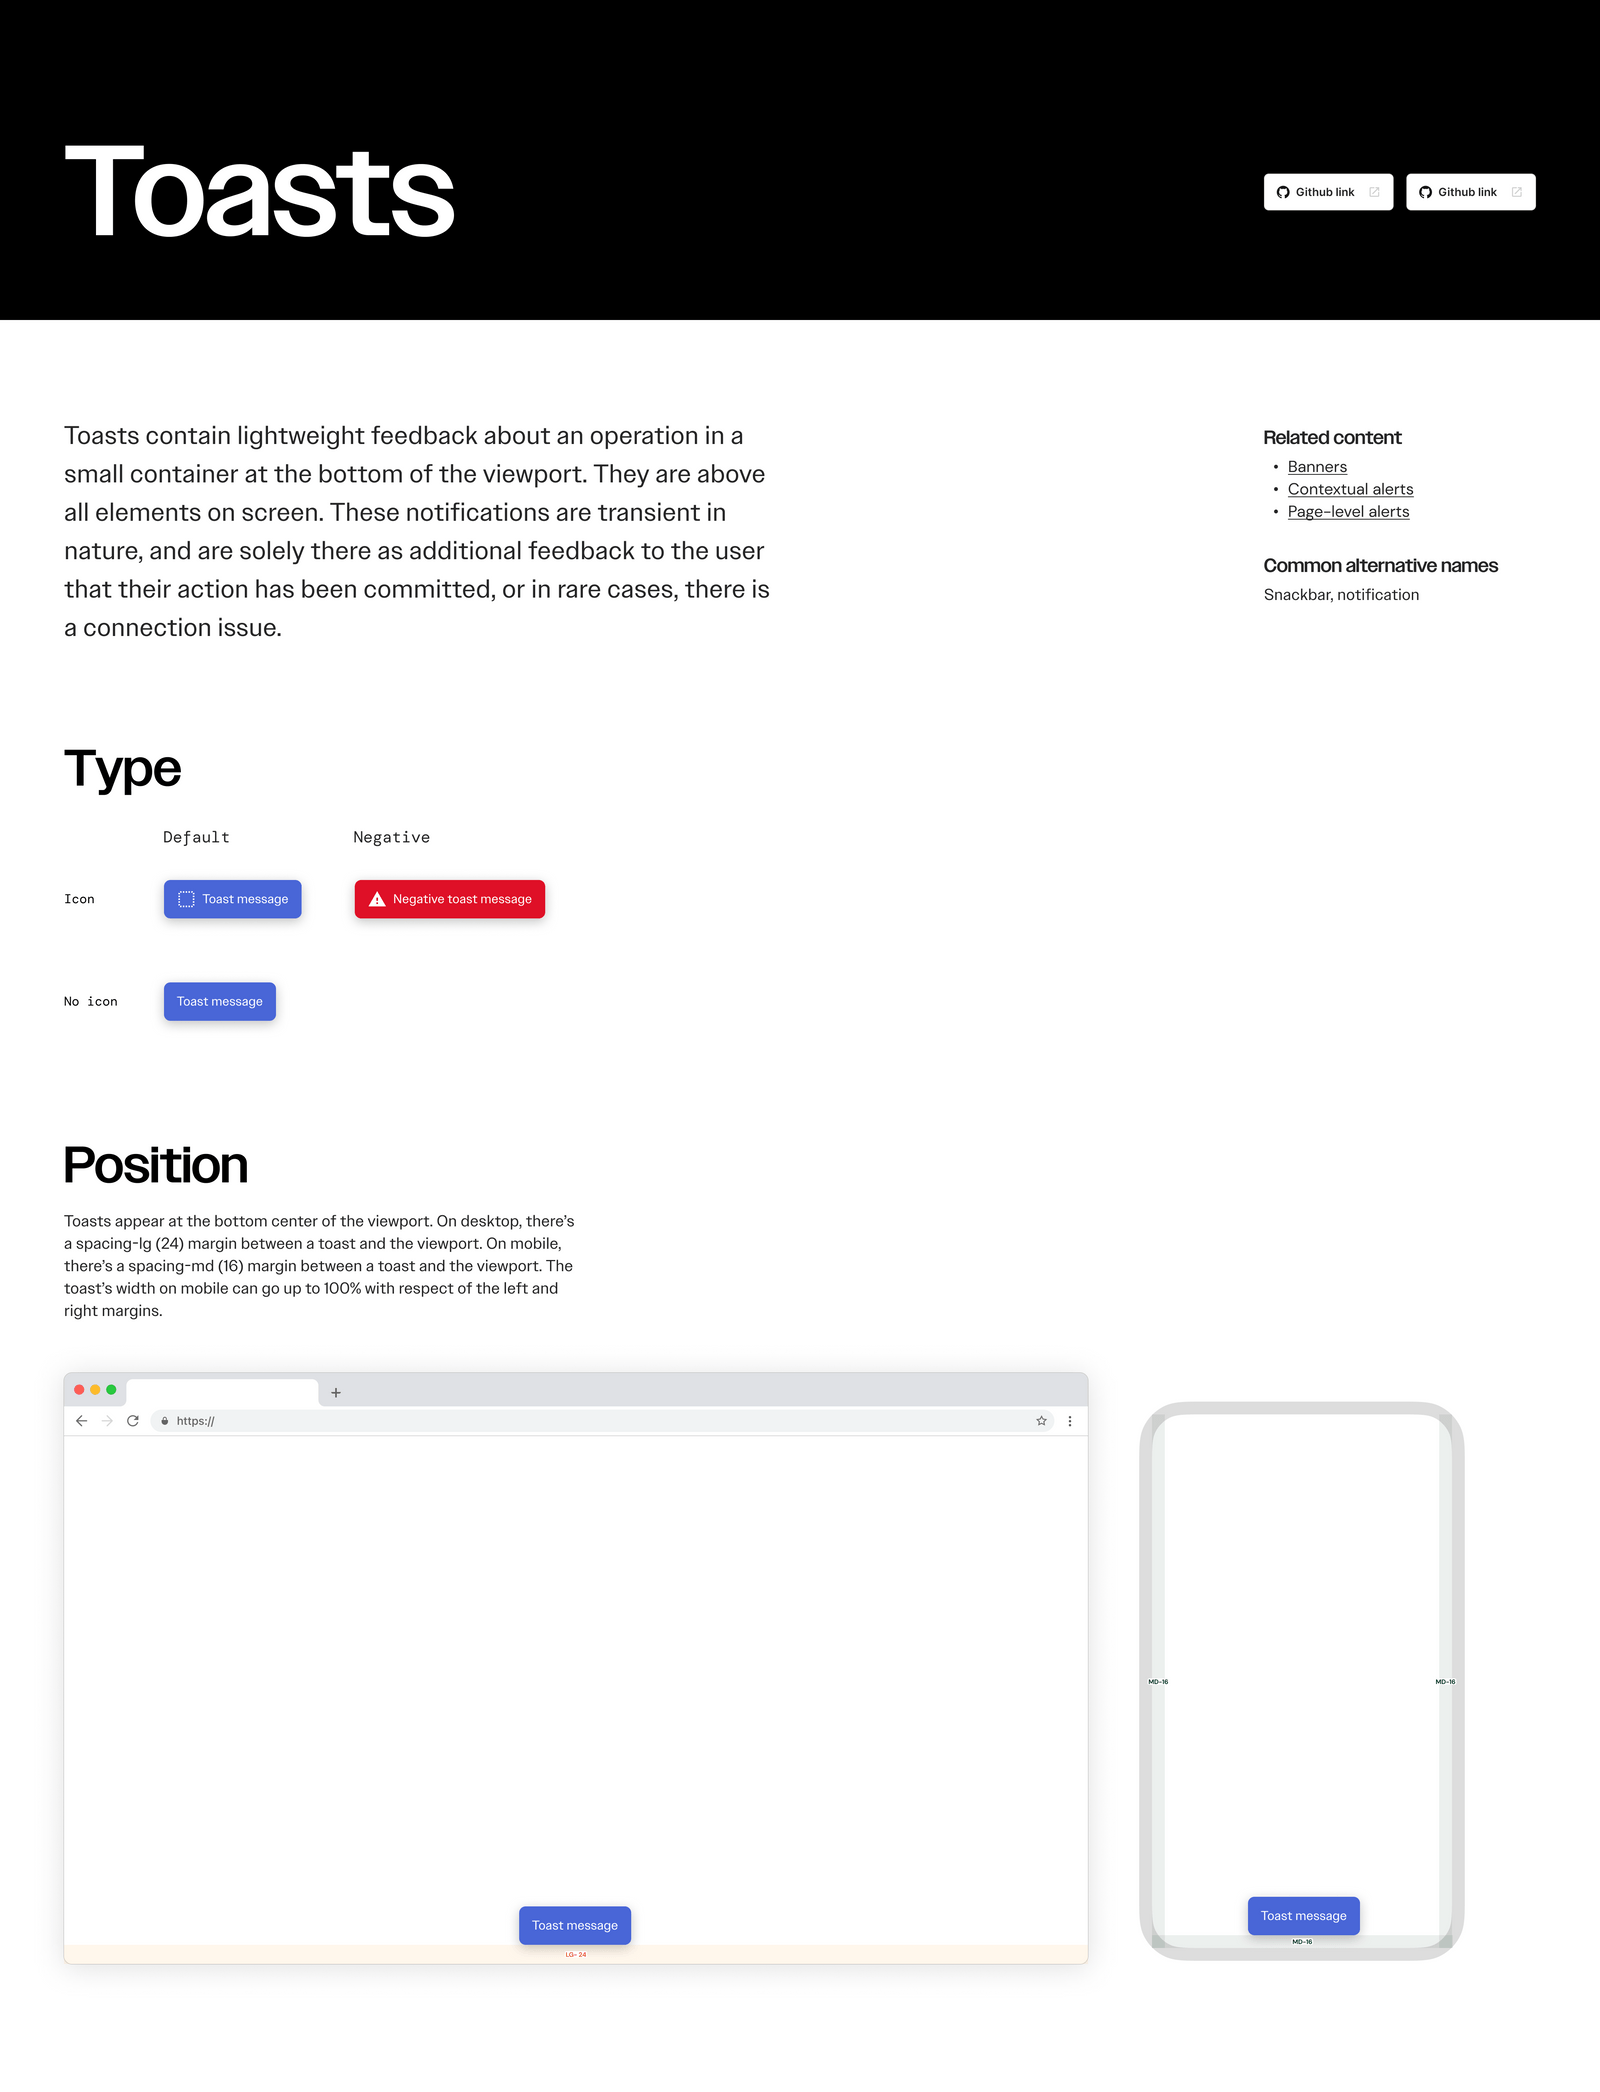 Toasts
Github link
Github link
Toasts contain lightweight feedback about an operation in a
small container at the bottom of the viewport. They are above
all elements on screen. These notifications are transient in
nature, and are solely there as additional feedback to the user
that their action has been committed, or in rare cases, there is
a connection issue.
Related content
• Banners
• Contextual alerts
• Page-level alerts
Common alternative names
Snackbar, notification
Type
Default
Negative
Icon
Toast message
Negative toast message
No icon
Toast message
Position
Toasts appear at the bottom center of the viewport. On desktop, there's
a spacing-lg (24) margin between a toast and the viewport. On mobile,
there's a spacing-md (16) margin between a toast and the viewport. The
toast's width on mobile can go up to 100% with respect of the left and
right margins.
https://
Toast message
LG- 24
MD-16
MD-16
Toast message
MD-16